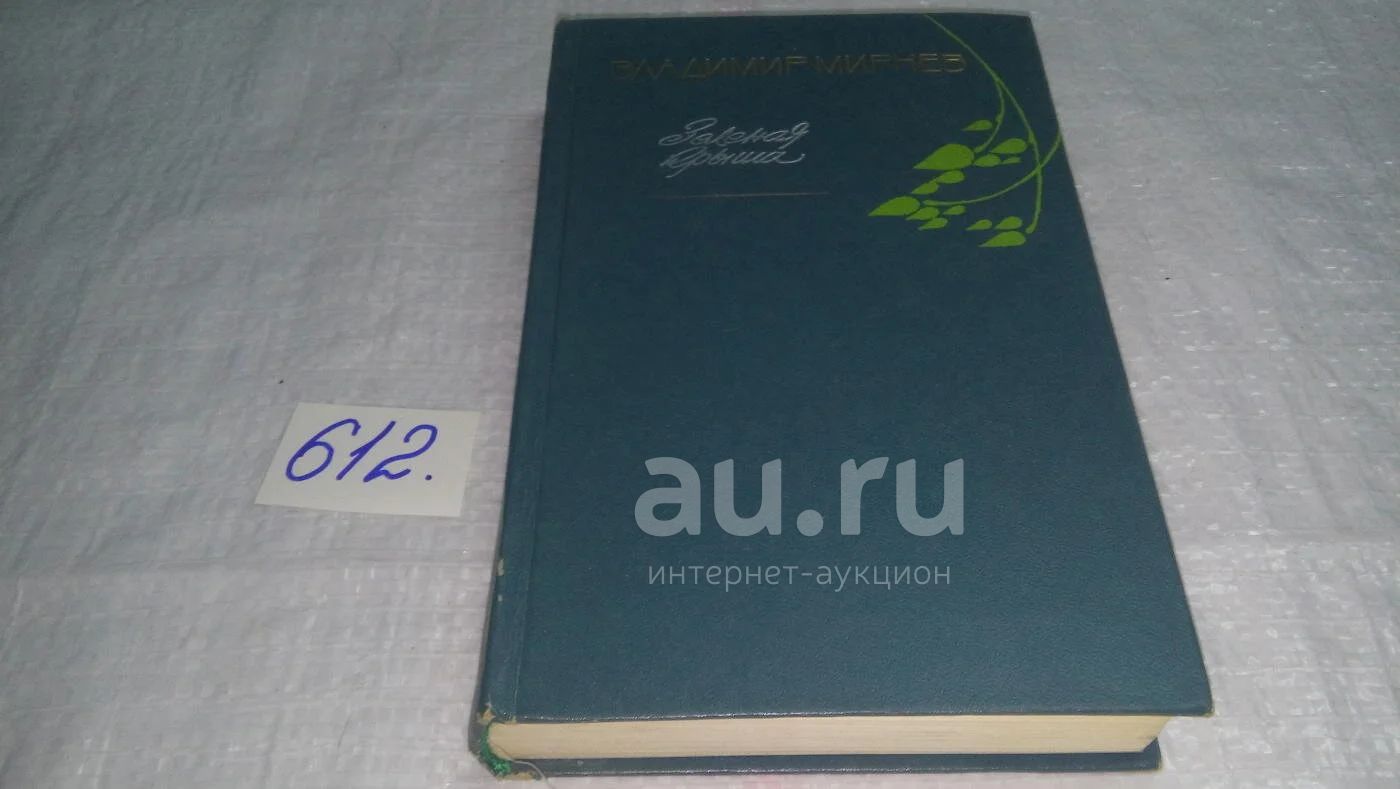 ВЛАДИМИР МИРНЕВ
Зеленая
крыша
612.
au.ru
интернет-аукцион